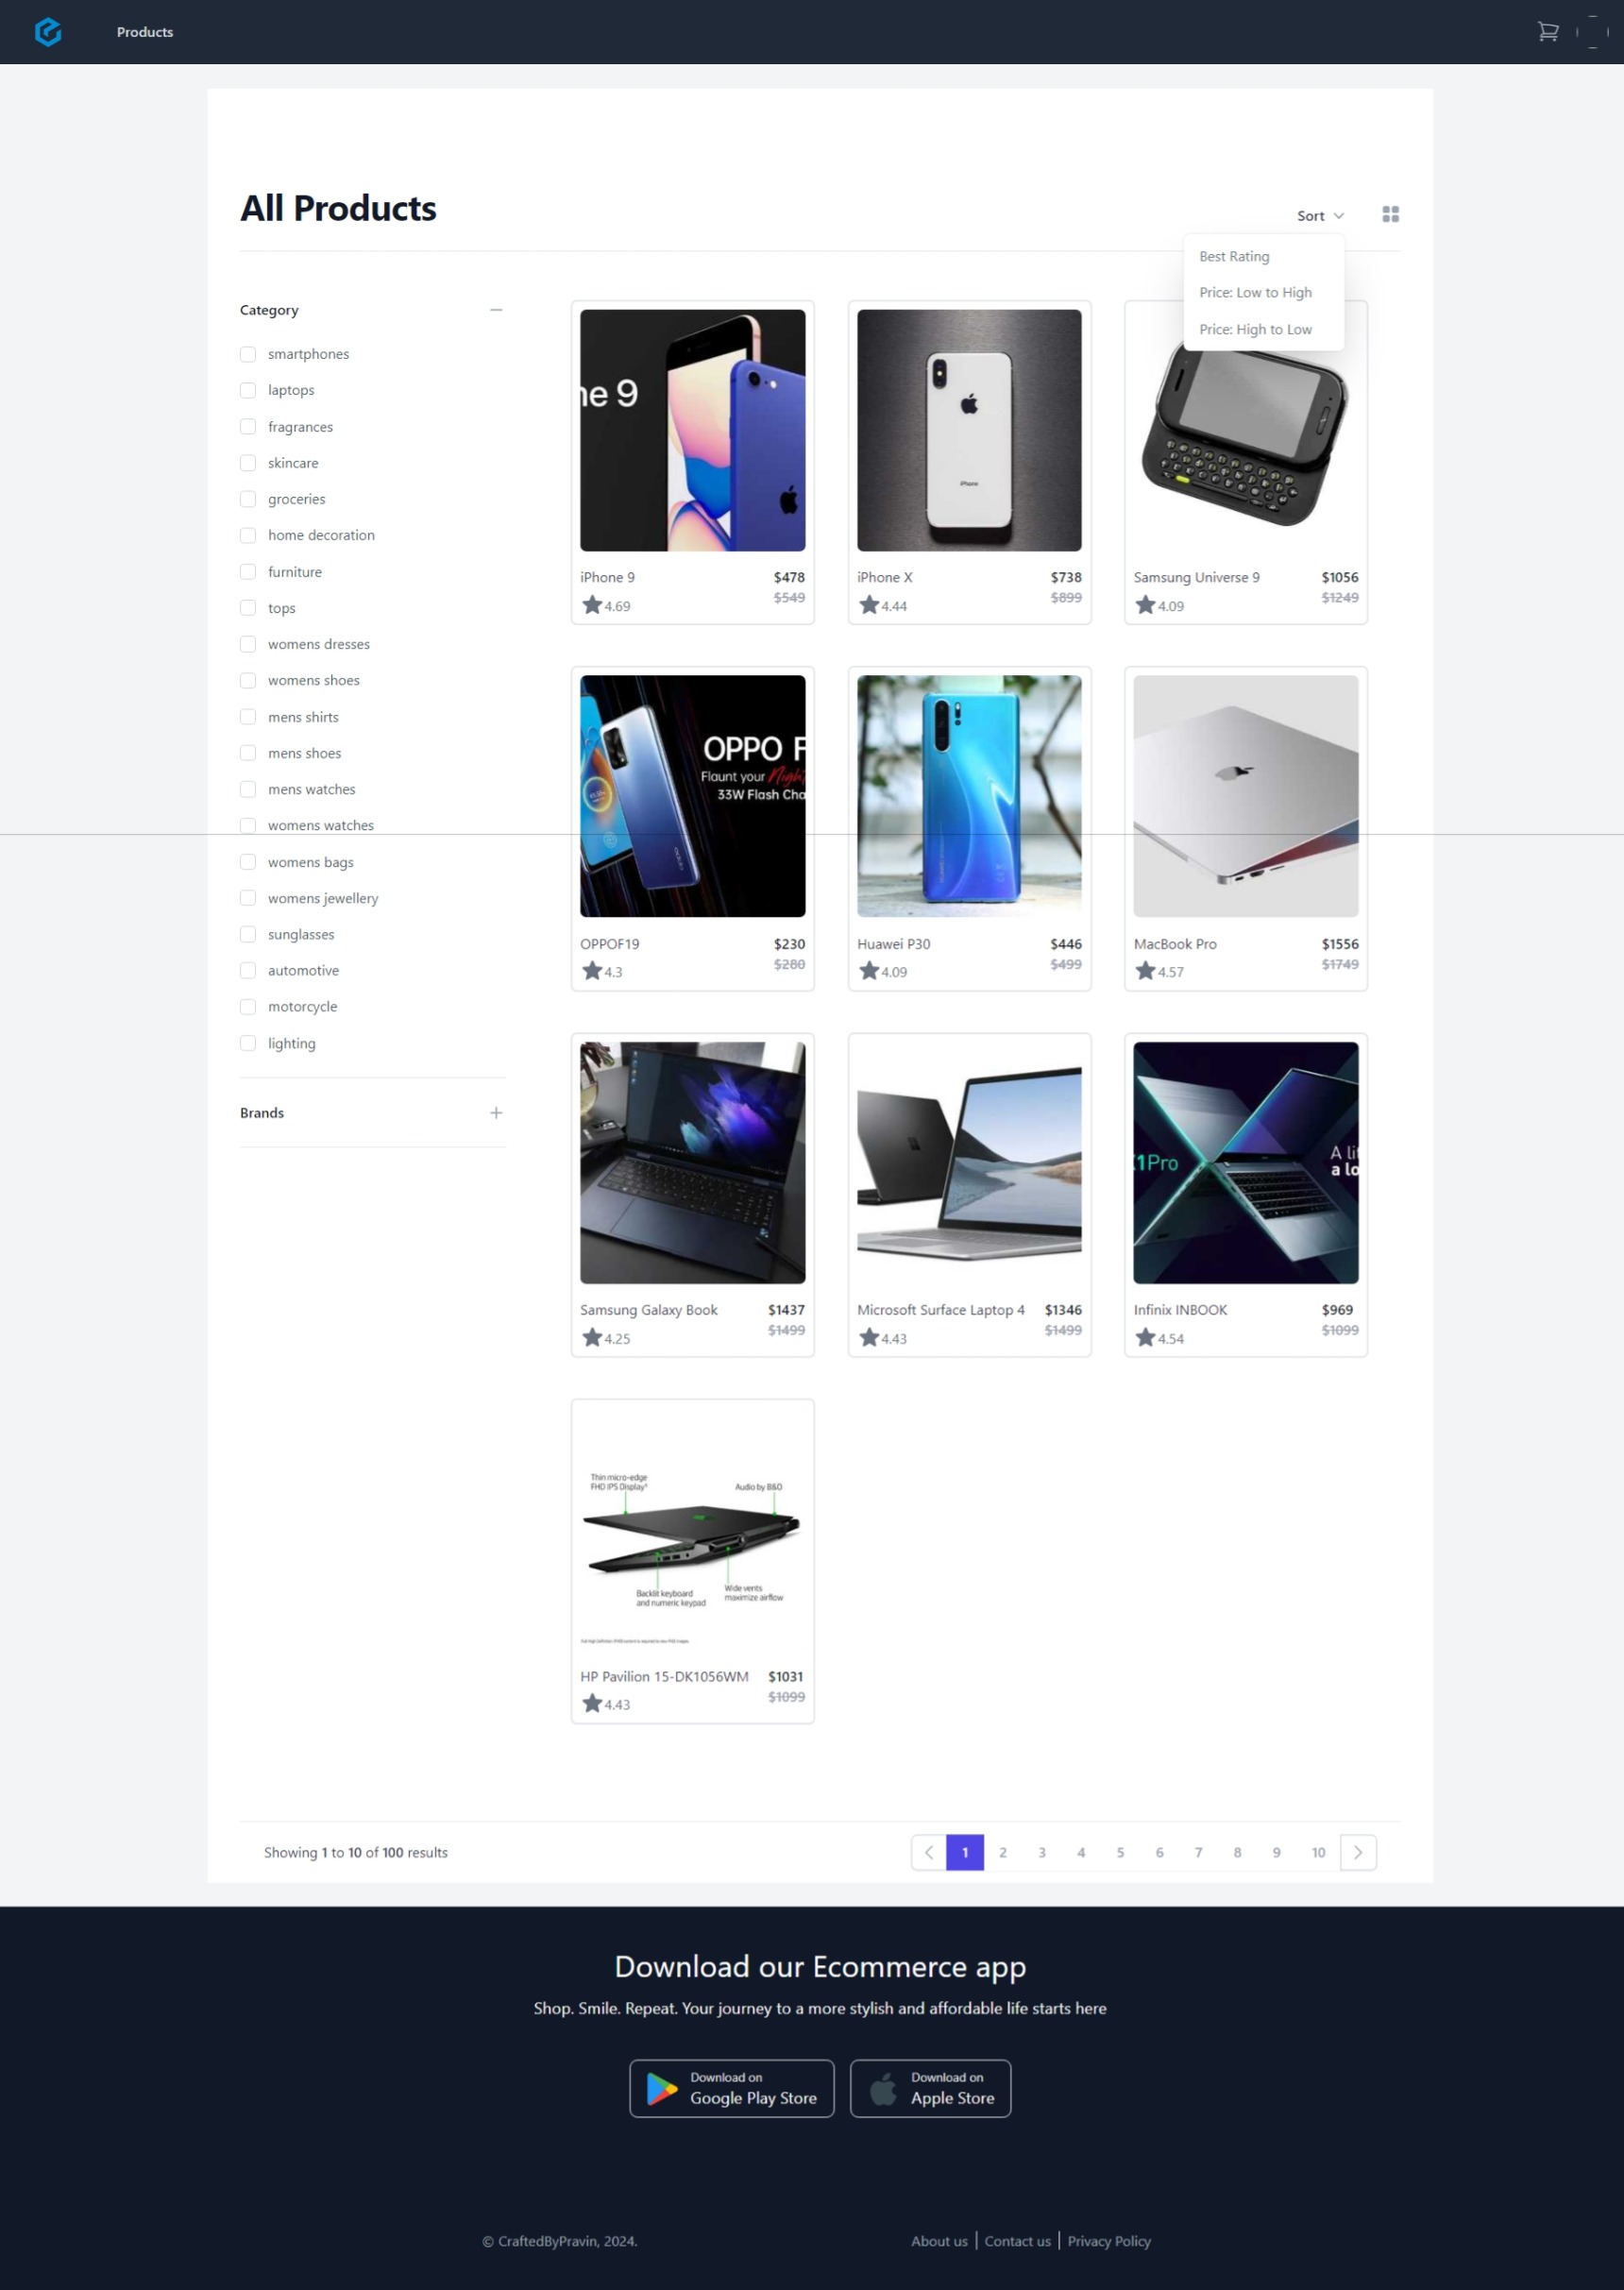 Products
All Products
Sort
Best Rating
Price: Low to High
Price: High to Low
Category
smartphones
laptops
fragrances
skincare
groceries
home decoration
furniture
tops
womens dresses
womens shoes
mens shirts
mens shoes
mens watches
womens watches
womens bags
womens jewellery
sunglasses
automotive
motorcycle
lighting
Brands
ne 9
iPhone 9 $478
4.69 $549
iPhone
iPhone X $738
4.44 $899
Samsung Universe 9 $1056
4.09 $1249
OPPO F
Flaunt your Night
33W Flash Cha
OPPOF19 $230
4.3 $280
Huawei P30 $446
4.09 $499
MacBook Pro $1556
4.57 $1749
Samsung Galaxy Book $1437
4.25 $1499
Microsoft Surface Laptop 4 $1346
4.43 $1499
1Pro
A lit
a lo
Infinix INBOOK $969
4.54 $1099
Thin micro-edge
FHD IPS Display
Audio by B&O
Backlit keyboard
and numeric keypad
Wide vents
maximize airflow
HP Pavilion 15-DK1056WM $1031
4.43 $1099
Showing 1 to 10 of 100 results
1 2 3 4 5 6 7 8 9 10
Download our Ecommerce app
Shop. Smile. Repeat. Your journey to a more stylish and affordable life starts here
Download on
Google Play Store
Download on
Apple Store
© CraftedByPravin, 2024.
About us | Contact us | Privacy Policy